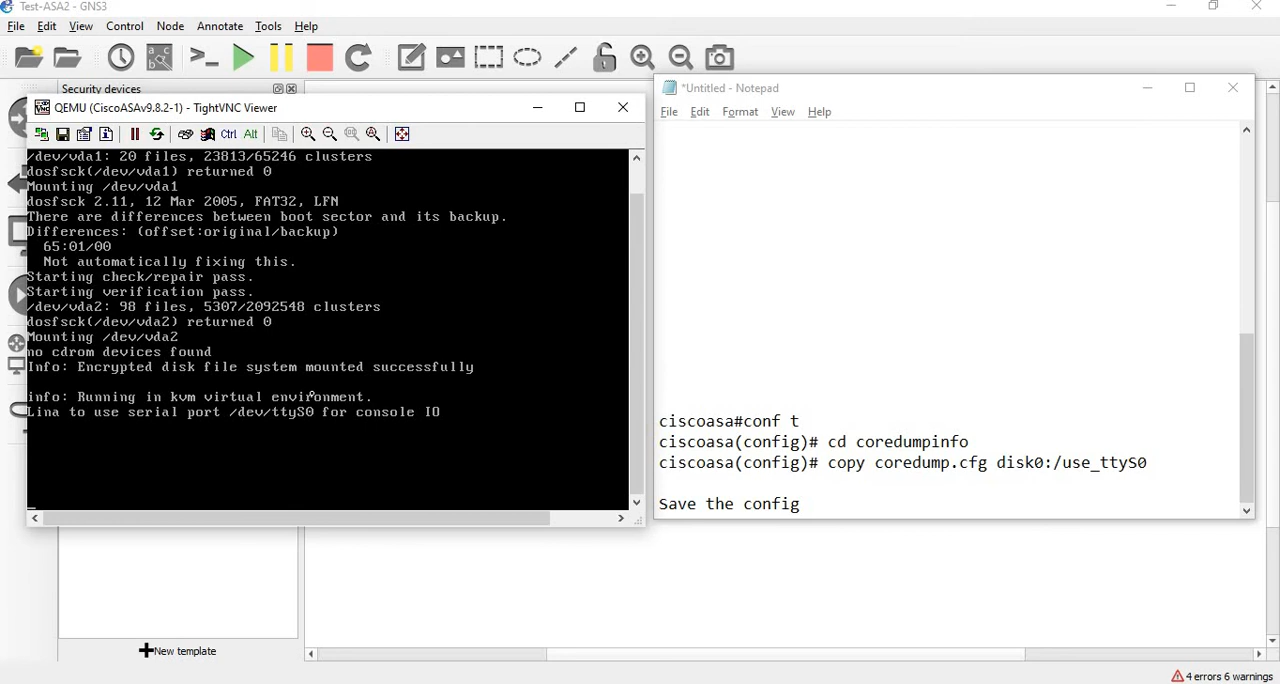 Test-ASA2 - GNS3
File Edit View Control Node Annotate Tools Help
Security devices
QEMU (CiscoASAv9.8.2-1) - TightVNC Viewer
Ctrl Alt
/dev/vda1: 20 files, 23813/65246 clusters
dosfsck(/dev/vda1) returned 0
Mounting /dev/vda1
dosfsck 2.11, 12 Mar 2005, FAT32, LFN
There are differences between boot sector and its backup.
Differences: (offset:original/backup)
65:01/00
Not automatically fixing this.
Starting check/repair pass.
Starting verification pass.
/dev/vda2: 98 files, 5307/2092548 clusters
dosfsck(/dev/vda2) returned 0
Mounting /dev/vda2
no cdrom devices found
Info: Encrypted disk file system mounted successfully
info: Running in kvm virtual environment.
Lina to use serial port /dev/ttyS0 for console IO
*Untitled - Notepad
File Edit Format View Help
ciscoasa#conf t
ciscoasa(config)# cd coredumpinfo
ciscoasa(config)# copy coredump.cfg disk0:/use_ttyS0
Save the config
New template
4 errors 6 warnings